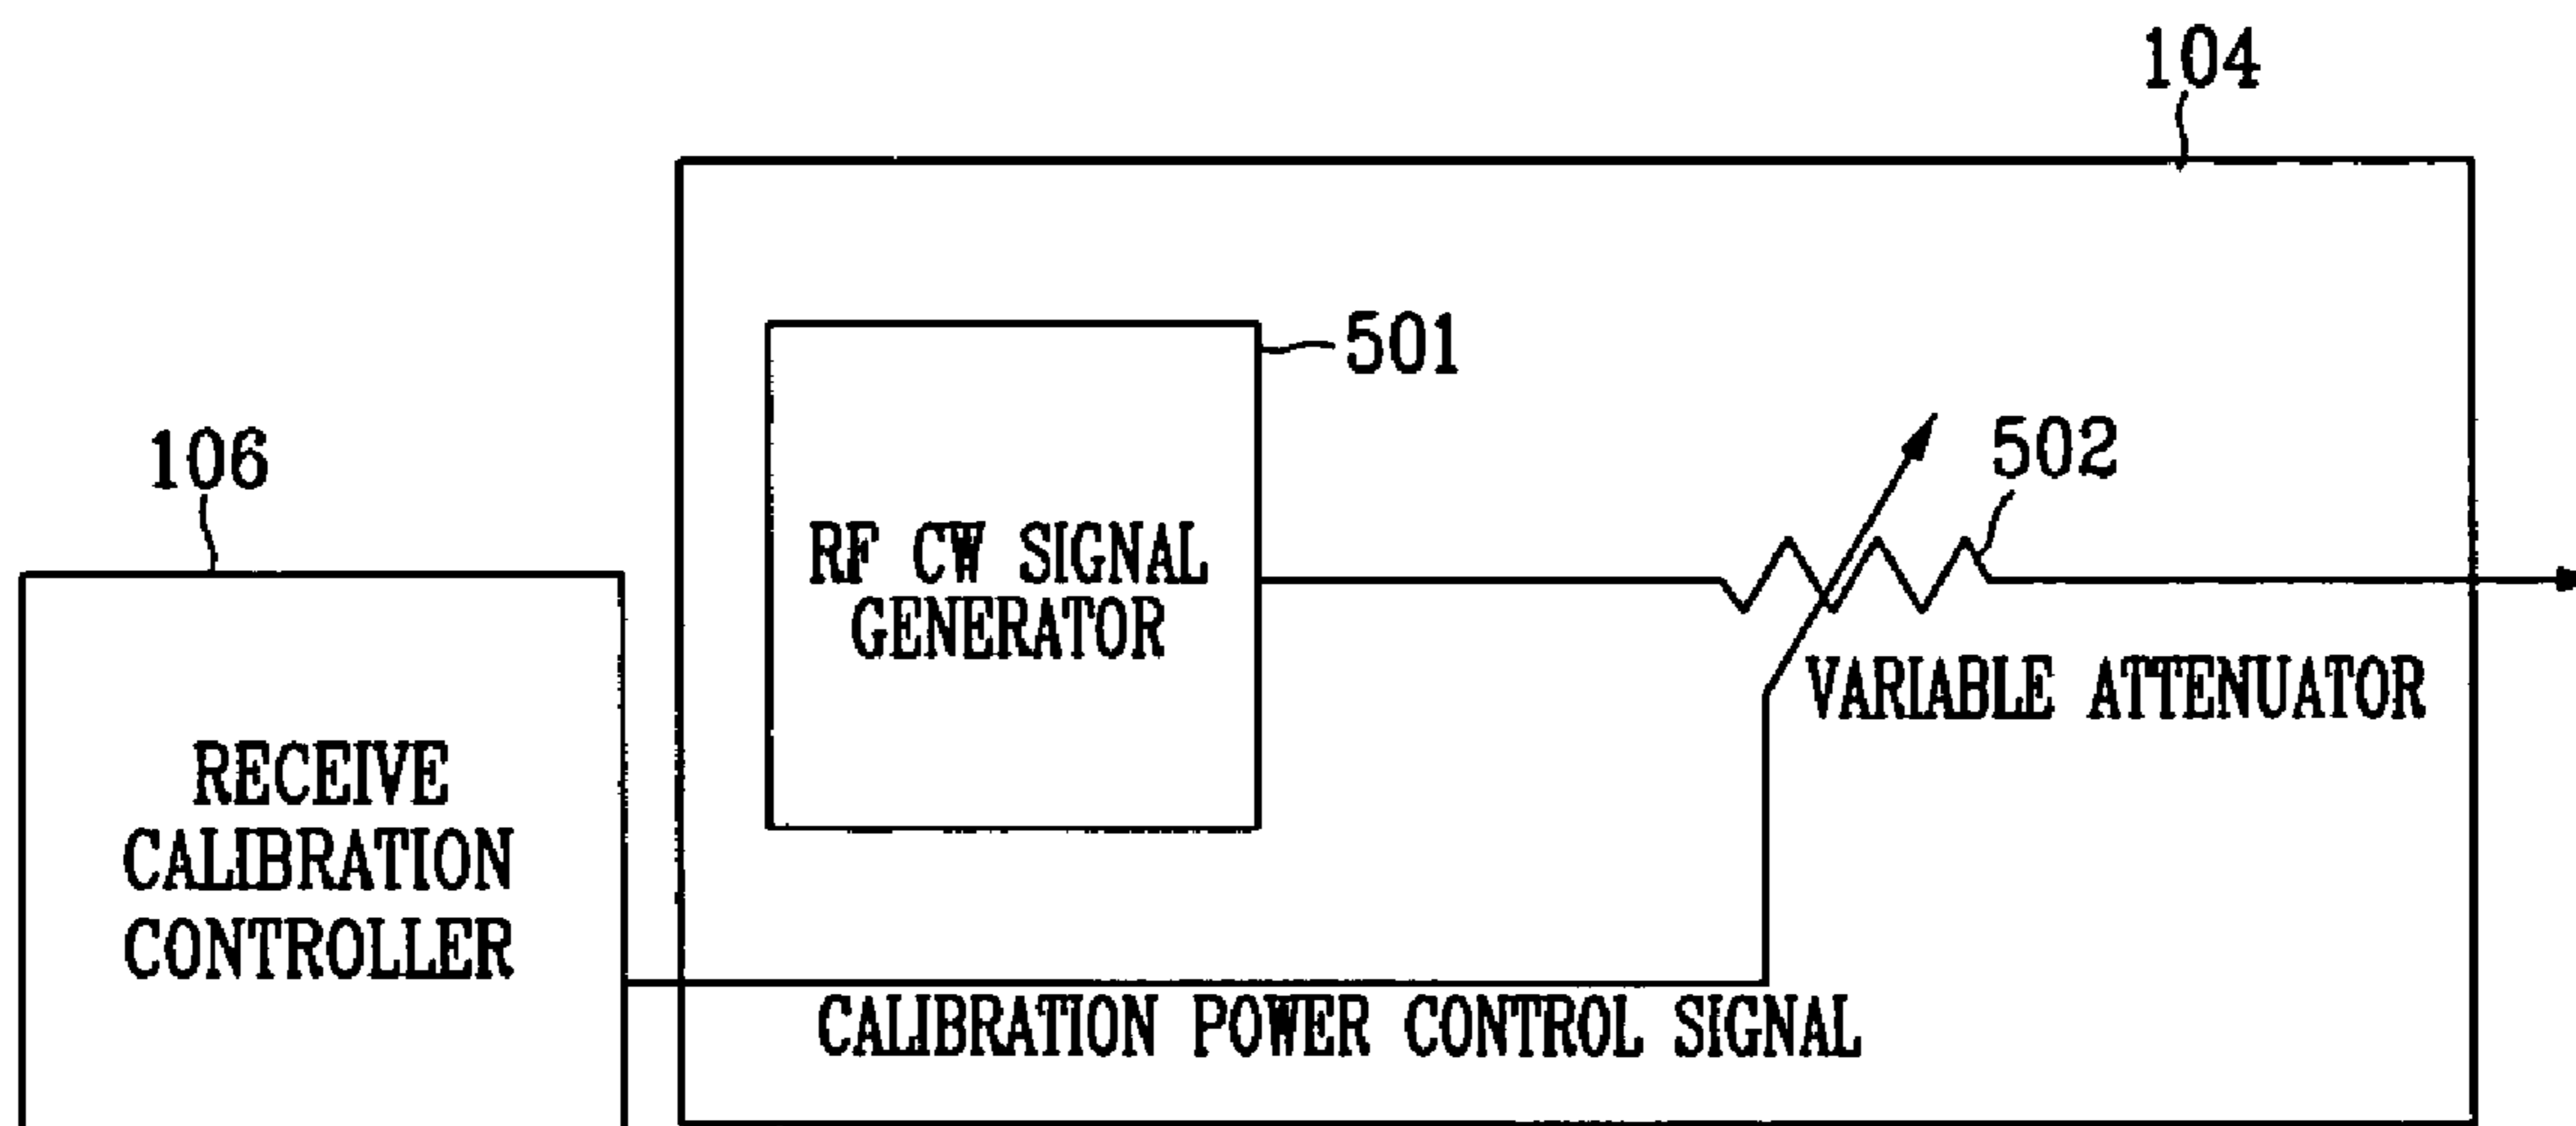 104
501
502
106
RF CW SIGNAL
GENERATOR
VARIABLE ATTENUATOR
RECEIVE
CALIBRATION
CONTROLLER
CALIBRATION POWER CONTROL SIGNAL